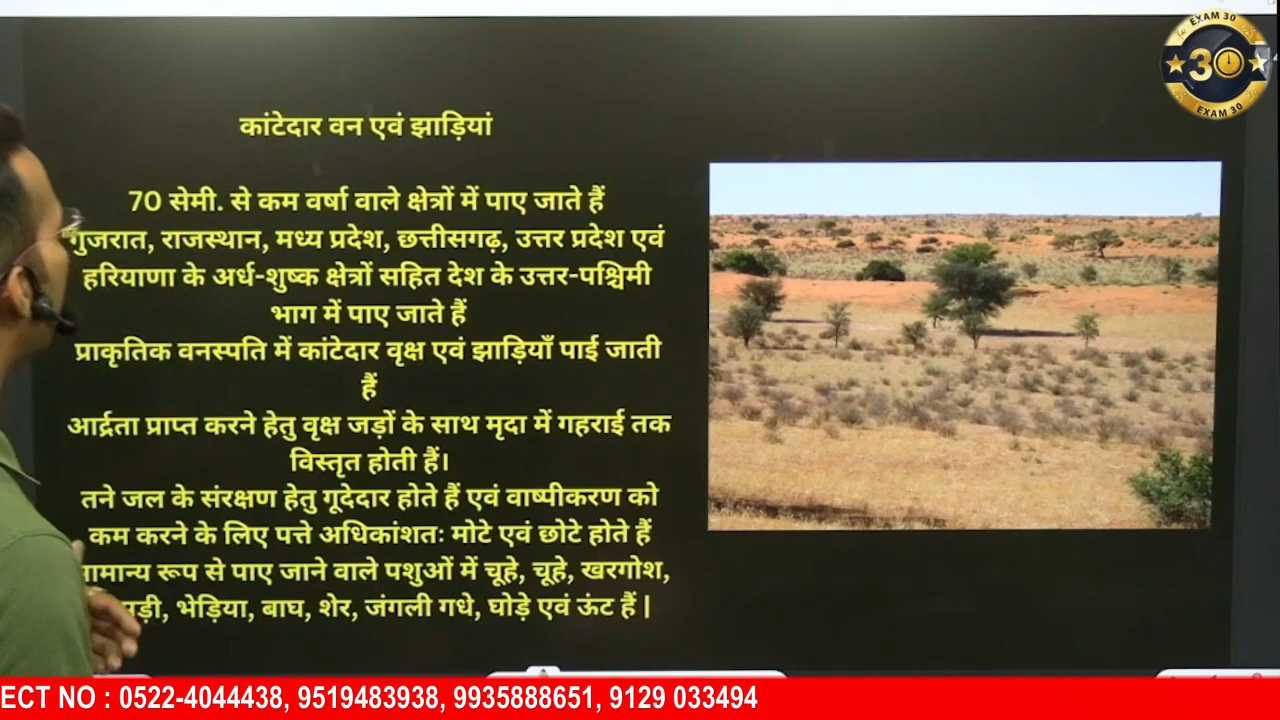 EXAM 30
30
EXAM 30
कांटेदार वन एवं झाड़ियां
70 सेमी. से कम वर्षा वाले क्षेत्रों में पाए जाते हैं
गुजरात, राजस्थान, मध्य प्रदेश, छत्तीसगढ़, उत्तर प्रदेश एवं
हरियाणा के अर्ध-शुष्क क्षेत्रों सहित देश के उत्तर-पश्चिमी
भाग में पाए जाते हैं
प्राकृतिक वनस्पति में कांटेदार वृक्ष एवं झाड़ियाँ पाई जाती
हैं
आर्द्रता प्राप्त करने हेतु वृक्ष जड़ों के साथ मृदा में गहराई तक
विस्तृत होती हैं।
तने जल के संरक्षण हेतु गूदेदार होते हैं एवं वाष्पीकरण को
कम करने के लिए पत्ते अधिकांशतः मोटे एवं छोटे होते हैं
रूप से पाए जाने वाले पशुओं में चूहे, चूहे, खरगोश,
भेड़िया, बाघ, शेर, जंगली गधे, घोड़े एवं ऊंट हैं |
ECT NO : 0522-4044438, 9519483938, 9935888651, 9129 033494